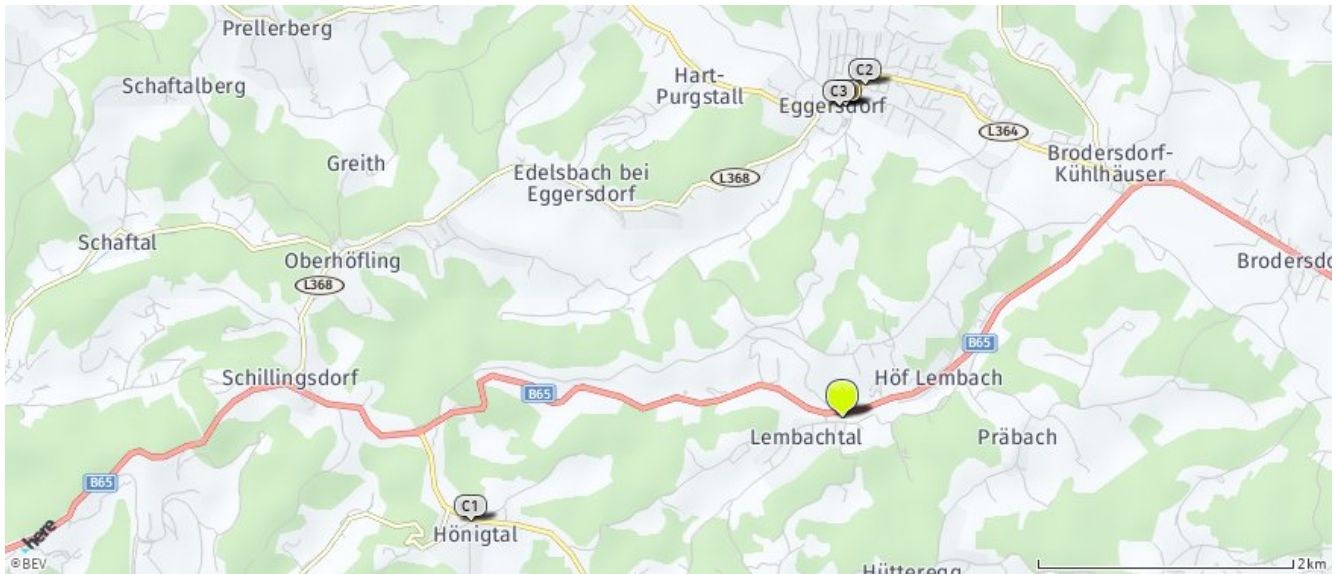 Prellerberg
Schaftalberg
Hart-
Purgstall
C2
C3
Eggersdorf
L364
Greith
Edelsbach bei
Eggersdorf
L368
Brodersdorf-
Kühlhäuser
Schaftal
Oberhöfling
L368
Brodersdo
B65
Schillingsdorf
B65
Höf Lembach
Lembachtal
Präbach
B65
C1
Hönigtal
here
©BEV
Hütteregg
2km